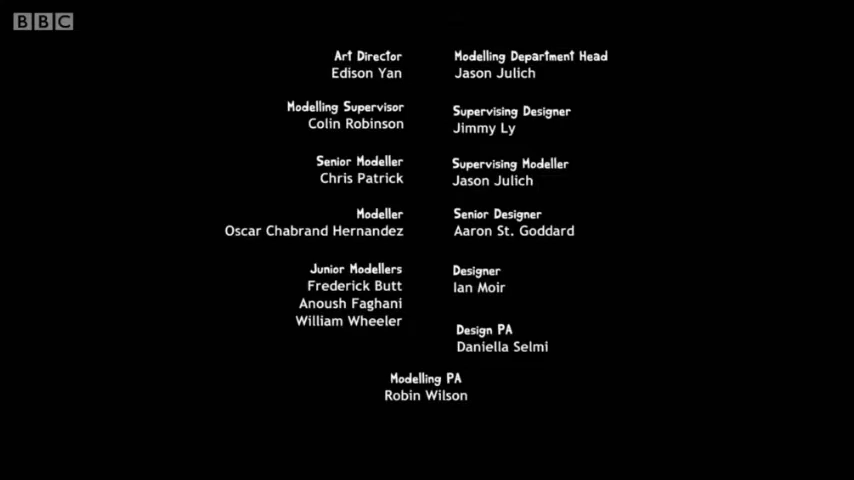 BBC
Art Director
Edison Yan
Modelling Supervisor
Colin Robinson
Senior Modeller
Chris Patrick
Modeller
Oscar Chabrand Hernandez
Junior Modellers
Frederick Butt
Anoush Faghani
William Wheeler
Modelling Department Head
Jason Julich
Supervising Designer
Jimmy Ly
Supervising Modeller
Jason Julich
Senior Designer
Aaron St. Goddard
Designer
Ian Moir
Design PA
Daniella Selmi
Modelling PA
Robin Wilson